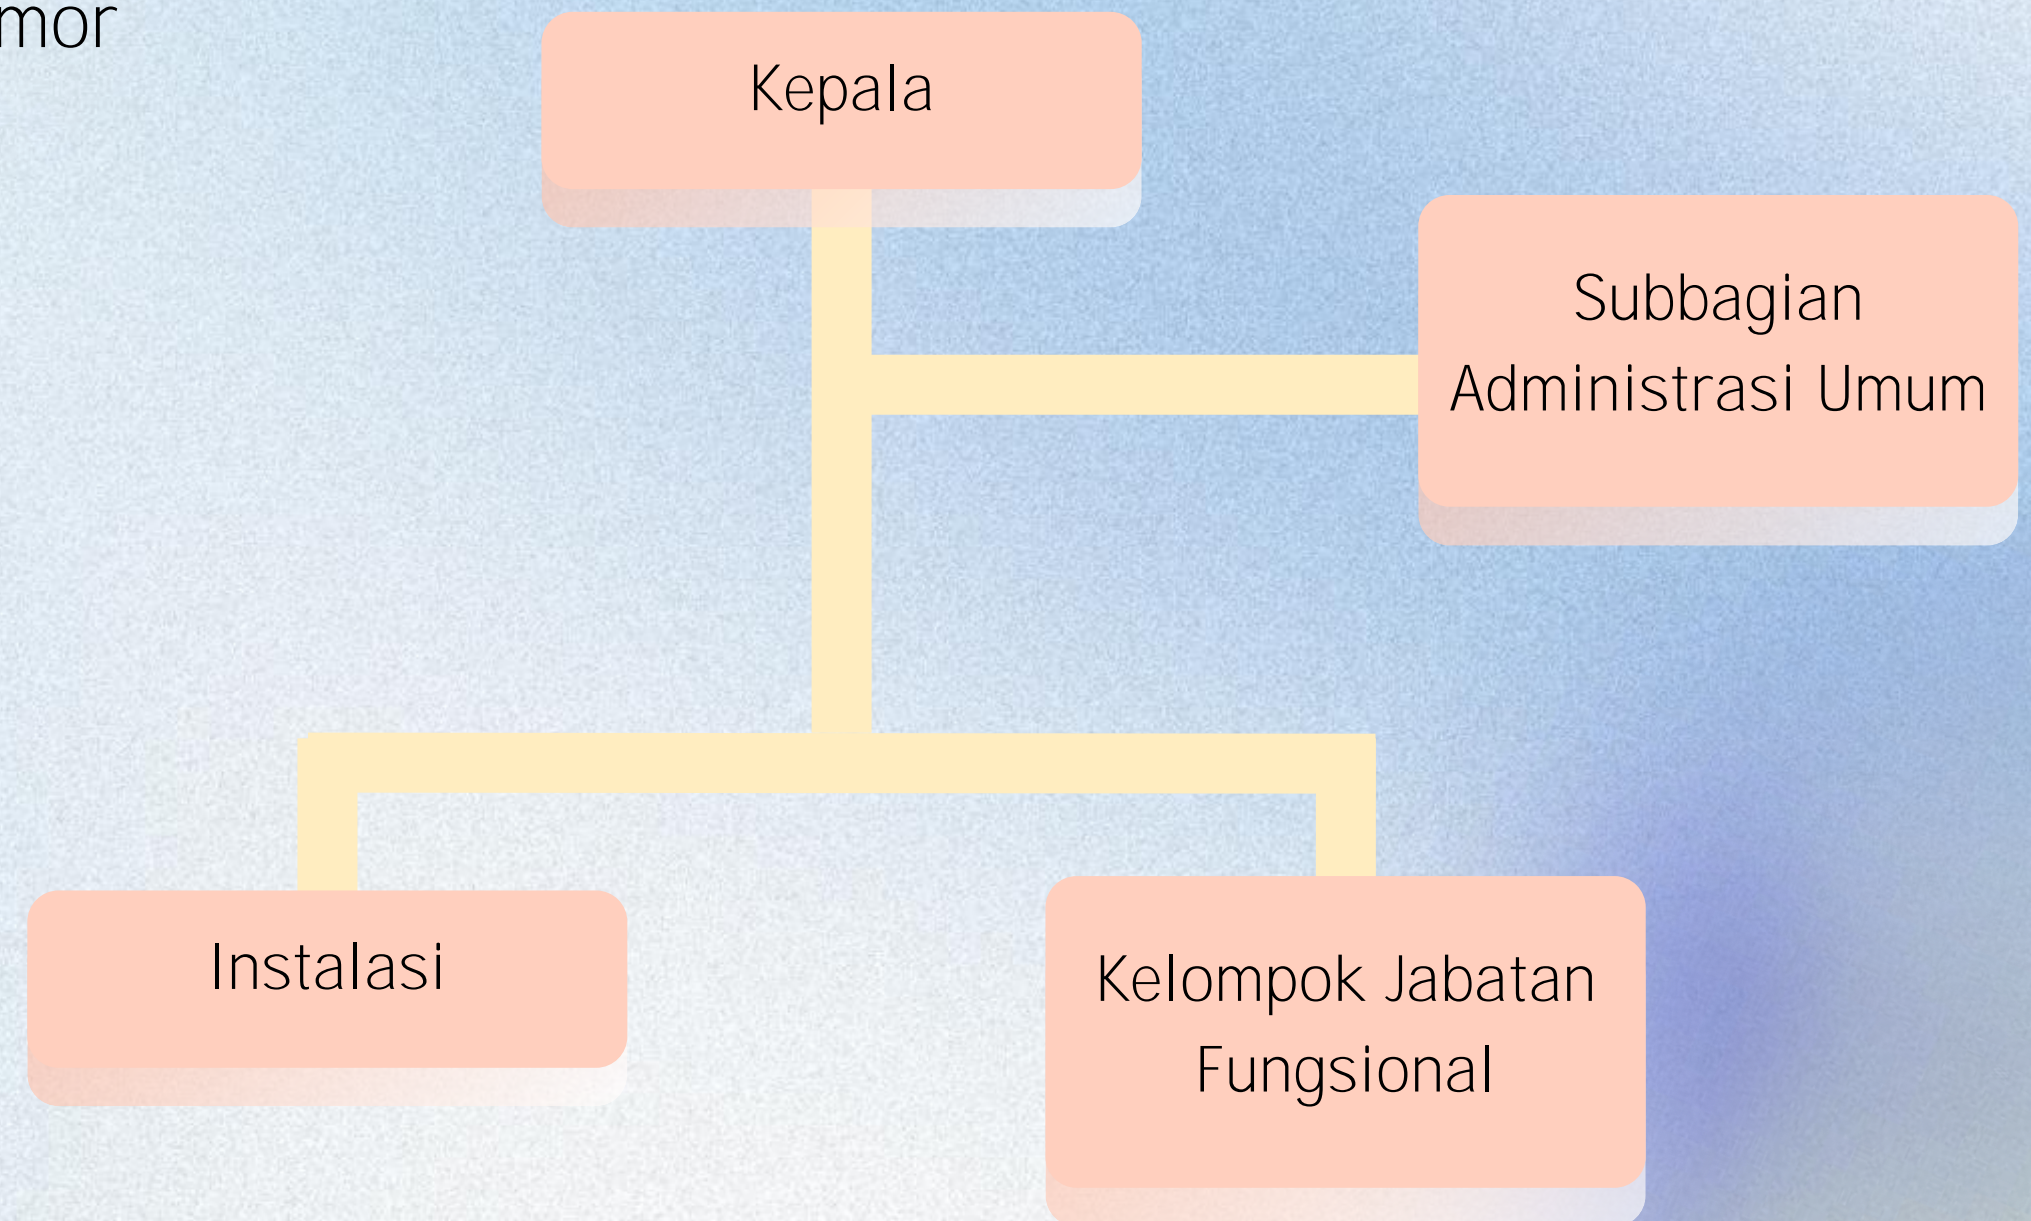 mor
Kepala
Subbagian
Administrasi Umum
Instalasi
Kelompok Jabatan
Fungsional